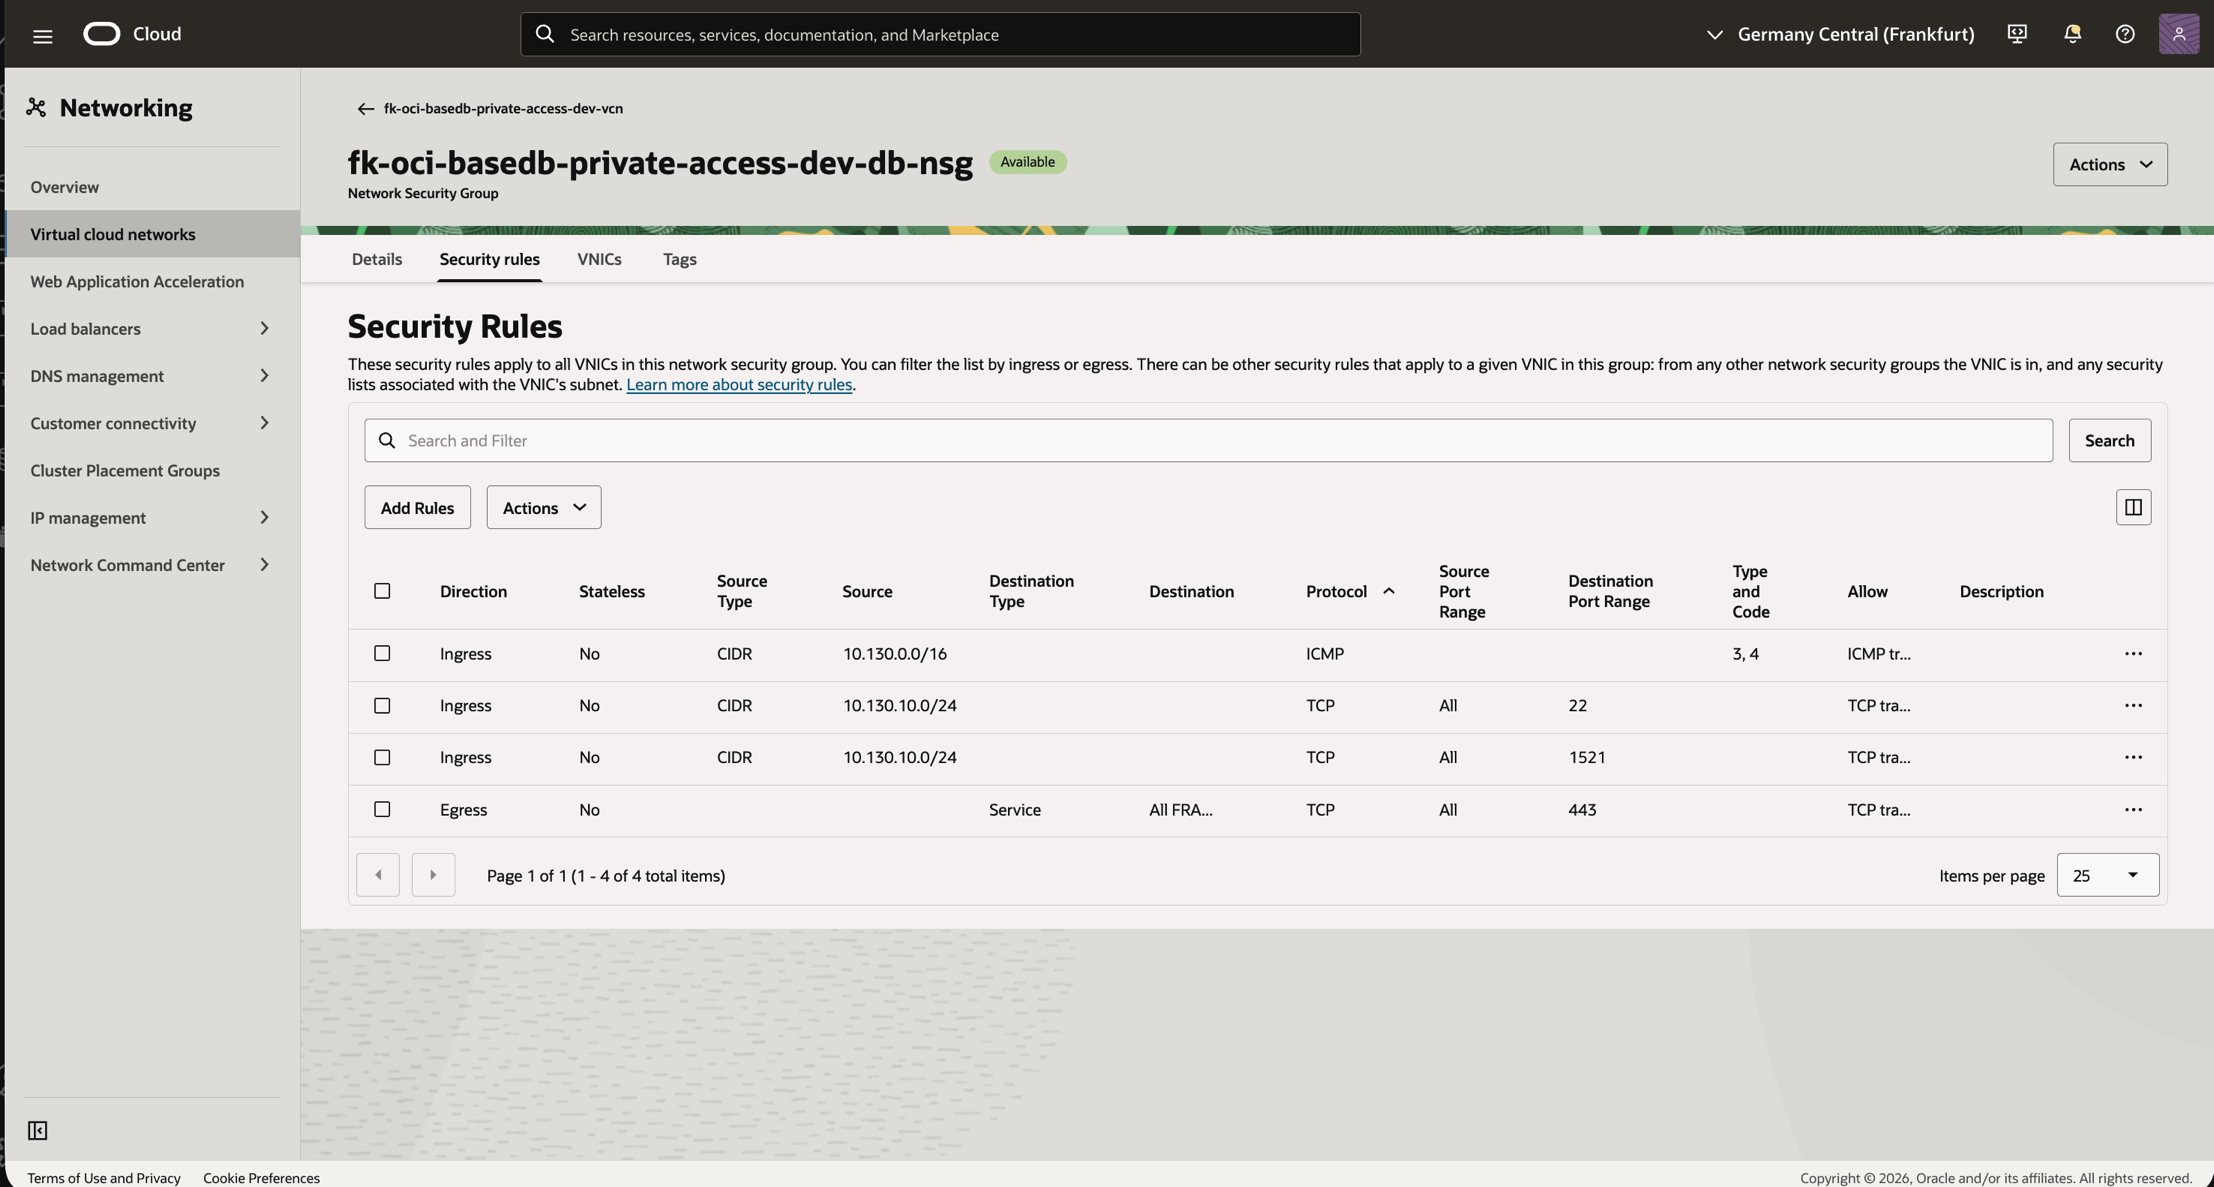 Cloud
Search resources, services, documentation, and Marketplace
Germany Central (Frankfurt)
Networking
Overview
Virtual cloud networks
Web Application Acceleration
Load balancers
DNS management
Customer connectivity
Cluster Placement Groups
IP management
Network Command Center
fk-oci-basedb-private-access-dev-vcn
fk-oci-basedb-private-access-dev-db-nsg Available
Network Security Group
Actions
Details Security rules VNICs Tags
Security Rules
These security rules apply to all VNICs in this network security group. You can filter the list by ingress or egress. There can be other security rules that apply to a given VNIC in this group: from any other network security groups the VNIC is in, and any security
lists associated with the VNIC's subnet. Learn more about security rules.
Search and Filter Search
Add Rules Actions
Direction Stateless Source Type Source Destination Type Destination Protocol Source Port Range Destination Port Range Type and Code Allow Description
Ingress No CIDR 10.130.0.0/16 ICMP 3, 4 ICMP tr... ...
Ingress No CIDR 10.130.10.0/24 TCP All 22 TCP tra... ...
Ingress No CIDR 10.130.10.0/24 TCP All 1521 TCP tra... ...
Egress No Service All FRA... TCP All 443 TCP tra... ...
Page 1 of 1 (1 - 4 of 4 total items) Items per page 25
Terms of Use and Privacy Cookie Preferences Copyright © 2026, Oracle and/or its affiliates. All rights reserved.